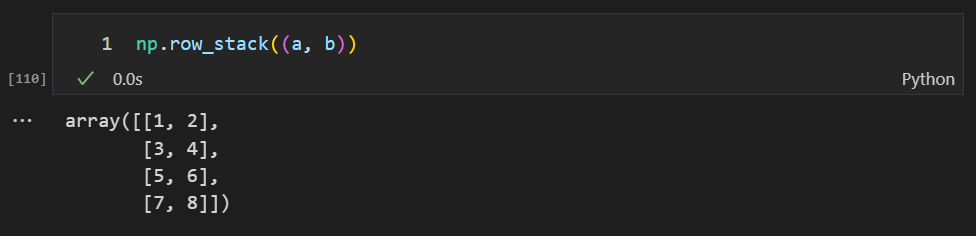 1 np.row_stack((a, b))
[110] ✓ 0.0s Python
... array([[1, 2],
[3, 4],
[5, 6],
[7, 8]])